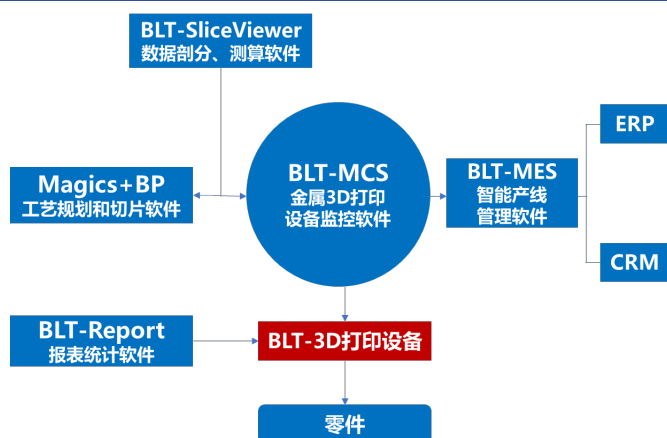 BLT-SliceViewer
数据剖分、测算软件
ERP
BLT-MCS
金属3D打印
设备监控软件
Magics+BP
工艺规划和切片软件
BLT-MES
智能产线
管理软件
CRM
BLT-Report
报表统计软件
BLT-3D打印设备
零件